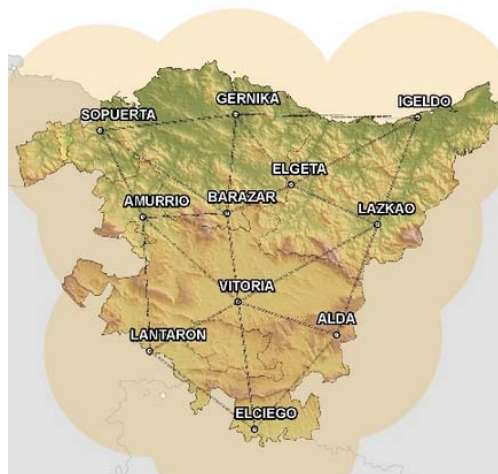 GERNIKA
IGELDO
SOPUERTA
ELGETA
AMURRIO
BARAZAR
LAZKAO
VITORIA
ALDA
LANTARON
ELCIEGO